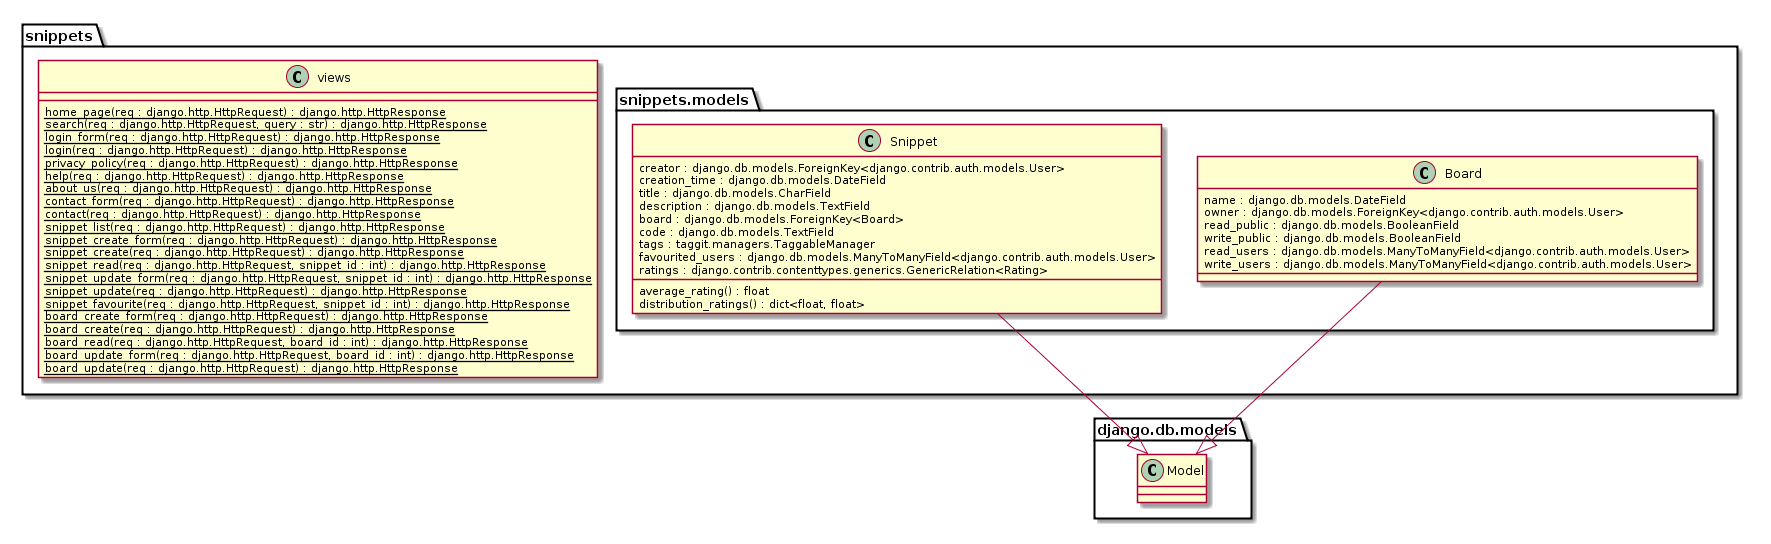 snippets
C views
home_page(req : django.http.HttpRequest) : django.http.HttpResponse
search(req : django.http.HttpRequest, query : str) : django.http.HttpResponse
login_form(req : django.http.HttpRequest) : django.http.HttpResponse
login(req : django.http.HttpRequest) : django.http.HttpResponse
privacy_policy(req : django.http.HttpRequest) : django.http.HttpResponse
help(req : django.http.HttpRequest) : django.http.HttpResponse
about_us(req : django.http.HttpRequest) : django.http.HttpResponse
contact_form(req : django.http.HttpRequest) : django.http.HttpResponse
contact(req : django.http.HttpRequest) : django.http.HttpResponse
snippet_list(req : django.http.HttpRequest) : django.http.HttpResponse
snippet_create_form(req : django.http.HttpRequest) : django.http.HttpResponse
snippet_create(req : django.http.HttpRequest) : django.http.HttpResponse
snippet_read(req : django.http.HttpRequest, snippet_id : int) : django.http.HttpResponse
snippet_update_form(req : django.http.HttpRequest, snippet_id : int) : django.http.HttpResponse
snippet_update(req : django.http.HttpRequest) : django.http.HttpResponse
snippet_favourite(req : django.http.HttpRequest, snippet_id : int) : django.http.HttpResponse
board_create_form(req : django.http.HttpRequest) : django.http.HttpResponse
board_create(req : django.http.HttpRequest) : django.http.HttpResponse
board_read(req : django.http.HttpRequest, board_id : int) : django.http.HttpResponse
board_update_form(req : django.http.HttpRequest, board_id : int) : django.http.HttpResponse
board_update(req : django.http.HttpRequest) : django.http.HttpResponse
snippets.models
C Snippet
creator : django.db.models.ForeignKey<django.contrib.auth.models.User>
creation_time : django.db.models.DateField
title : django.db.models.CharField
description : django.db.models.TextField
board : django.db.models.ForeignKey<Board>
code : django.db.models.TextField
tags : taggit.managers.TaggableManager
favourited_users : django.db.models.ManyToManyField<django.contrib.auth.models.User>
ratings : django.contrib.contenttypes.generics.GenericRelation<Rating>
average_rating() : float
distribution_ratings() : dict<float, float>
C Board
name : django.db.models.DateField
owner : django.db.models.ForeignKey<django.contrib.auth.models.User>
read_public : django.db.models.BooleanField
write_public : django.db.models.BooleanField
read_users : django.db.models.ManyToManyField<django.contrib.auth.models.User>
write_users : django.db.models.ManyToManyField<django.contrib.auth.models.User>
django.db.models
C Model